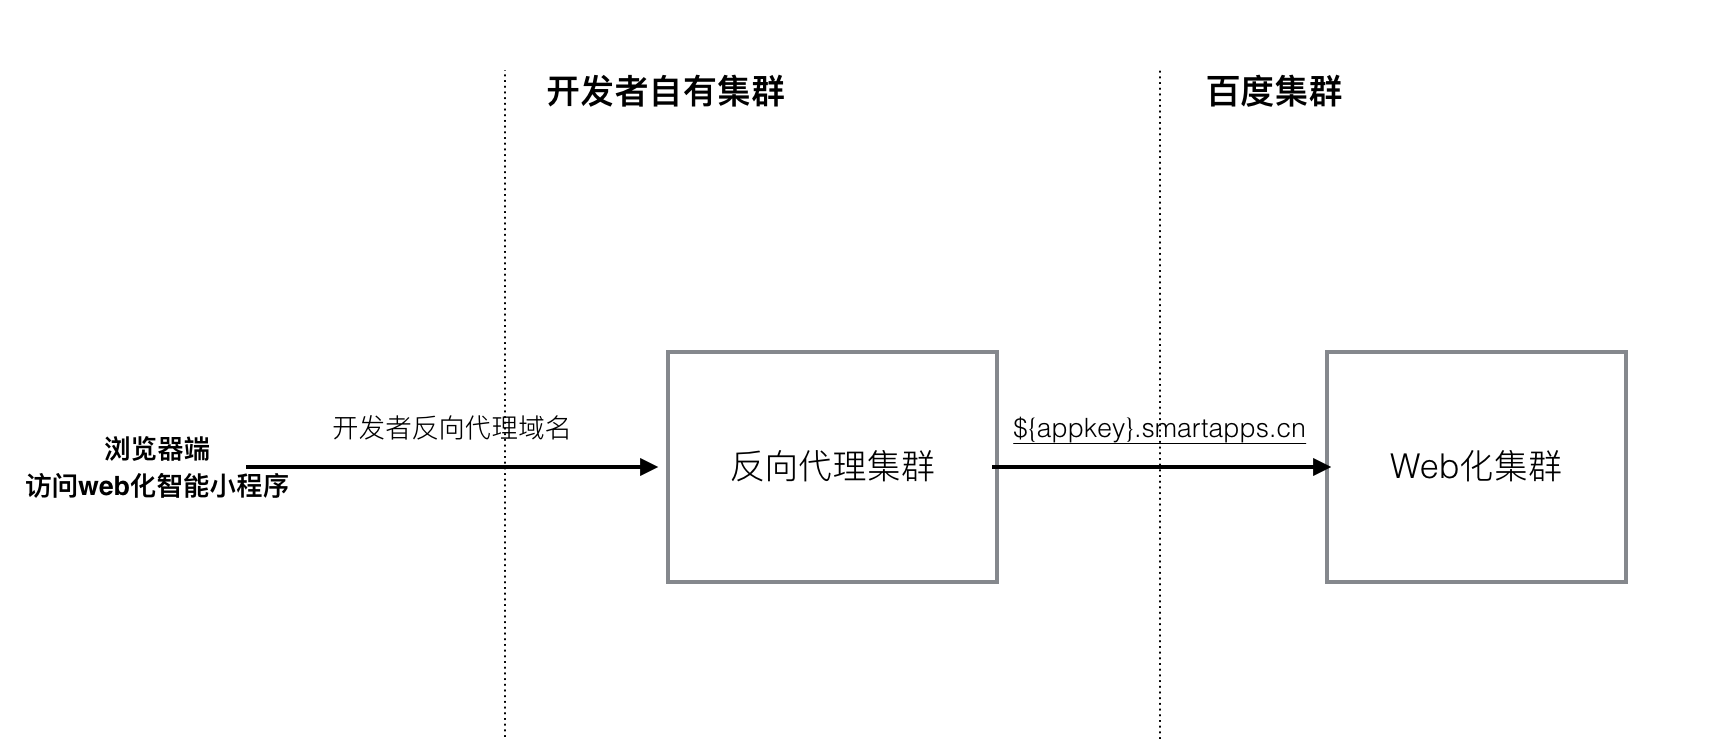 开发者自有集群
百度集群
开发者反向代理域名
${appkey}.smartapps.cn
浏览器端
访问web化智能小程序
反向代理集群
Web化集群